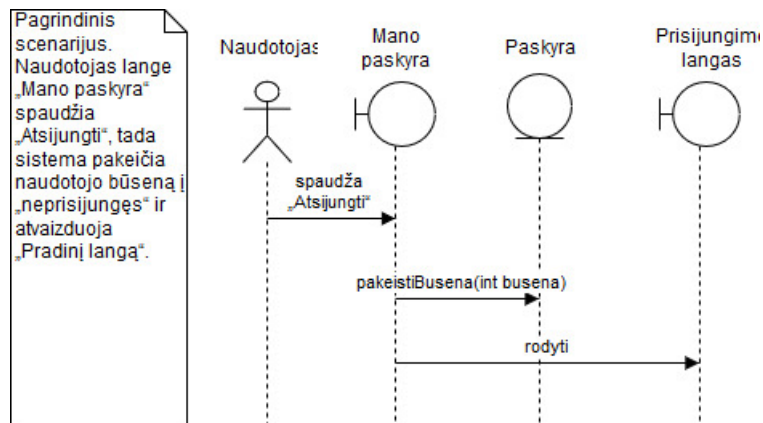 Pagrindinis
scenarijus.
Naudotojas lange
„Mano paskyra“
spaudžia
„Atsijungti“, tada
sistema pakeičia
naudotojo būseną į
„neprisijungęs“ ir
atvaizduoja
„Pradinį langą“.
Naudotojas
Mano
paskyra
Paskyra
Prisijungimo
langas
spaudža
„Atsijungti“
pakeistiBusena(int busena)
rodyti